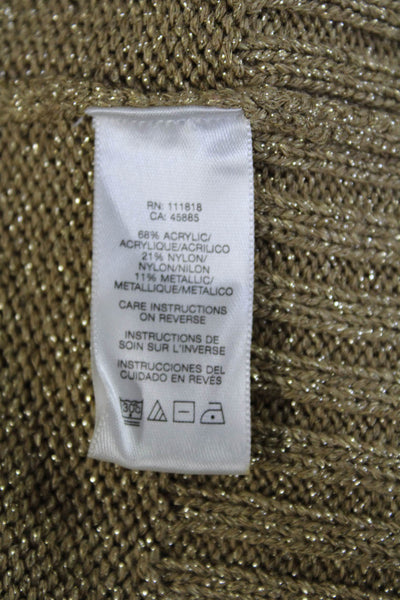 RN: 111818
CA: 45885
68% ACRYLIC/
ACRYLIQUE/ACRILICO
21% NYLON/
NYLON/NILON
11% METALLIC/
METALLIQUE/METALICO
CARE INSTRUCTIONS
ON REVERSE
INSTRUCTIONS DE
SOIN SUR L'INVERSE
INSTRUCCIONES DEL
CUIDADO EN REVÉS